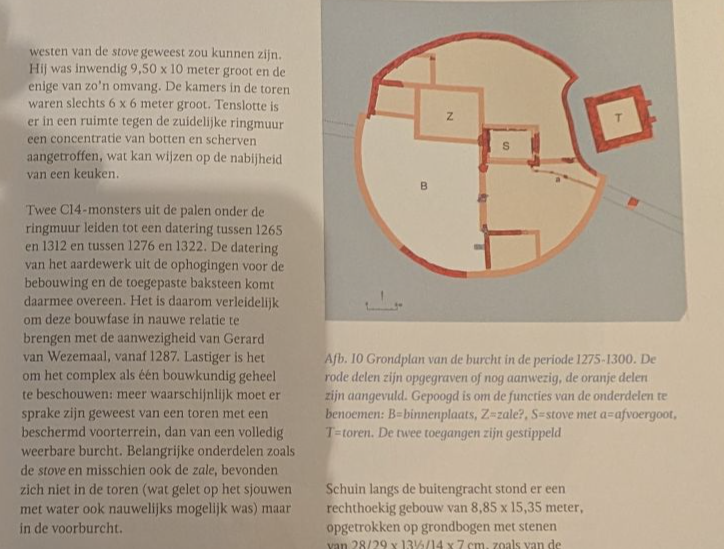 westen van de stove geweest zou kunnen zijn.
Hij was inwendig 9,50 x 10 meter groot en de
enige van zo'n omvang. De kamers in de toren
waren slechts 6 x 6 meter groot. Tenslotte is
er in een ruimte tegen de zuidelijke ringmuur
een concentratie van botten en scherven
aangetroffen, wat kan wijzen op de nabijheid
van een keuken.
Twee C14-monsters uit de palen onder de
ringmuur leiden tot een datering tussen 1265
en 1312 en tussen 1276 en 1322. De datering
van het aardewerk uit de ophogingen voor de
bebouwing en de toegepaste baksteen komt
daarmee overeen. Het is daarom verleidelijk
om deze bouwfase in nauwe relatie te
brengen met de aanwezigheid van Gerard
van Wezemaal, vanaf 1287. Lastiger is het
om het complex als één bouwkundig geheel
te beschouwen: meer waarschijnlijk moet er
sprake zijn geweest van een toren met een
beschermd voorterrein, dan van een volledig
weerbare burcht. Belangrijke onderdelen zoals
de stove en misschien ook de zale, bevonden
zich niet in de toren (wat gelet op het sjouwen
met water ook nauwelijks mogelijk was) maar
in de voorburcht.
Z
S
T
B
a
Afb. 10 Grondplan van de burcht in de periode 1275-1300. De
rode delen zijn opgegraven of nog aanwezig, de oranje delen
zijn aangevuld. Gepoogd is om de functies van de onderdelen te
benoemen: B=binnenplaats, Z=zale?, S=stove met a=afvoergoot,
T=toren. De twee toegangen zijn gestippeld
Schuin langs de buitengracht stond er een
rechthoekig gebouw van 8,85 x 15,35 meter,
opgetrokken op grondbogen met stenen
van 28/29 x 13½/14 x 7 cm, zoals van de